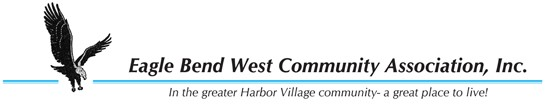 Eagle Bend West Community Association, Inc.
In the greater Harbor Village community- a great place to live!